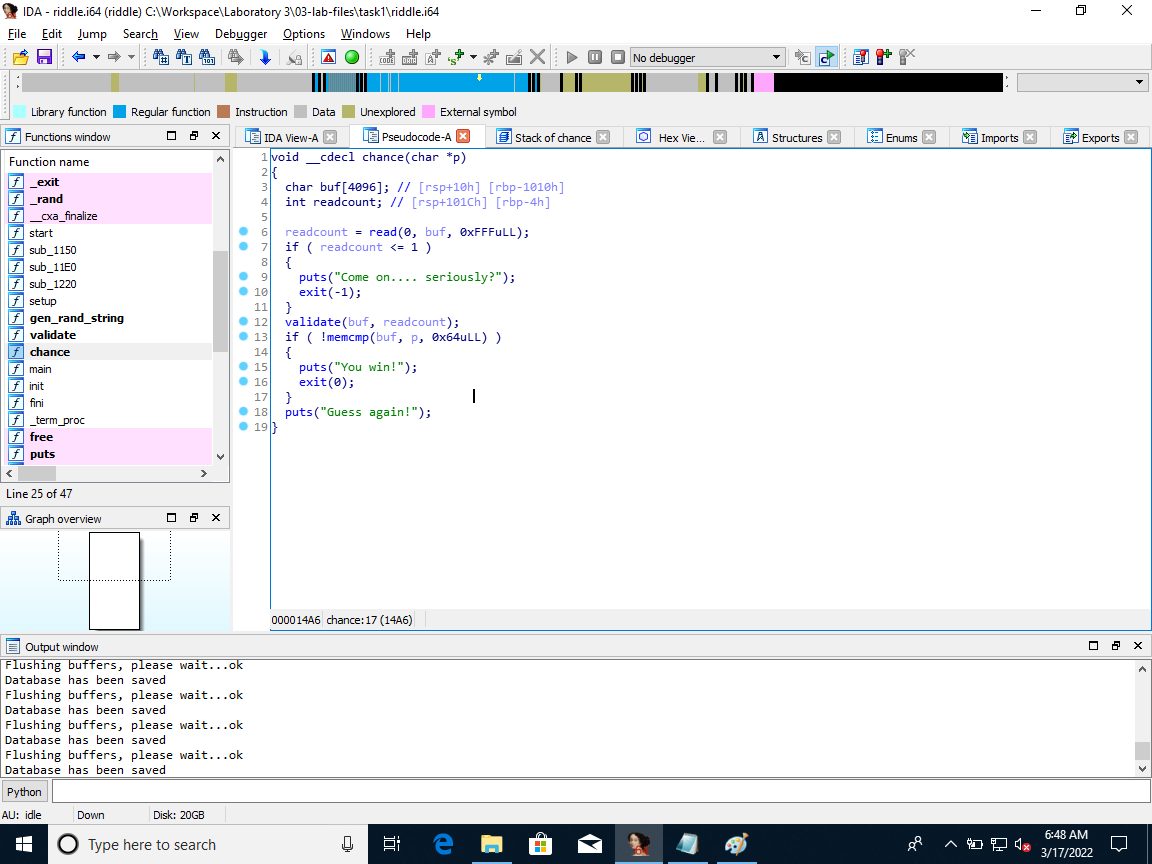 IDA - riddle.i64 (riddle) C:\Workspace\Laboratory 3\03-lab-files\task1\riddle.i64
File Edit Jump Search View Debugger Options Windows Help
No debugger
Library function Regular function Instruction Data Unexplored External symbol
Functions window
IDA View-A Pseudocode-A Stack of chance Hex Vie... Structures Enums Imports Exports
Function name
_exit
_rand
__cxa_finalize
start
sub_1150
sub_11E0
sub_1220
setup
gen_rand_string
validate
chance
main
init
fini
_term_proc
free
puts
Line 25 of 47
Graph overview
1 void __cdecl chance(char *p)
2 {
3 char buf[4096]; // [rsp+10h] [rbp-1010h]
4 int readcount; // [rsp+101Ch] [rbp-4h]
5
6 readcount = read(0, buf, 0xFFFuLL);
7 if ( readcount <= 1 )
8 {
9 puts("Come on.... seriously?");
10 exit(-1);
11 }
12 validate(buf, readcount);
13 if ( !memcmp(buf, p, 0x64uLL) )
14 {
15 puts("You win!");
16 exit(0);
17 }
18 puts("Guess again!");
19 }
000014A6 chance:17 (14A6)
Output window
Flushing buffers, please wait...ok
Database has been saved
Flushing buffers, please wait...ok
Database has been saved
Flushing buffers, please wait...ok
Database has been saved
Flushing buffers, please wait...ok
Database has been saved
Python
AU: idle Down Disk: 20GB
Type here to search
6:48 AM
3/17/2022